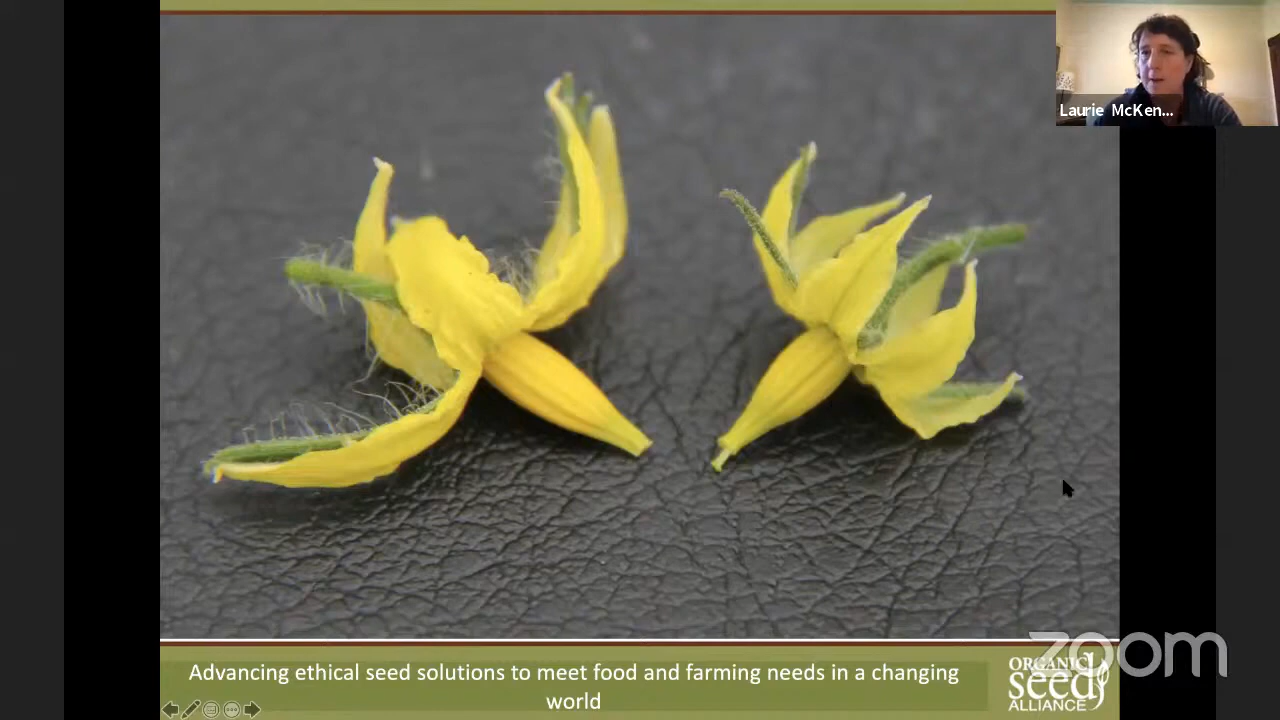 Laurie McKen...
Advancing ethical seed solutions to meet food and farming needs in a changing
world
ORGANIC
seed
ALLIANCE
zoom